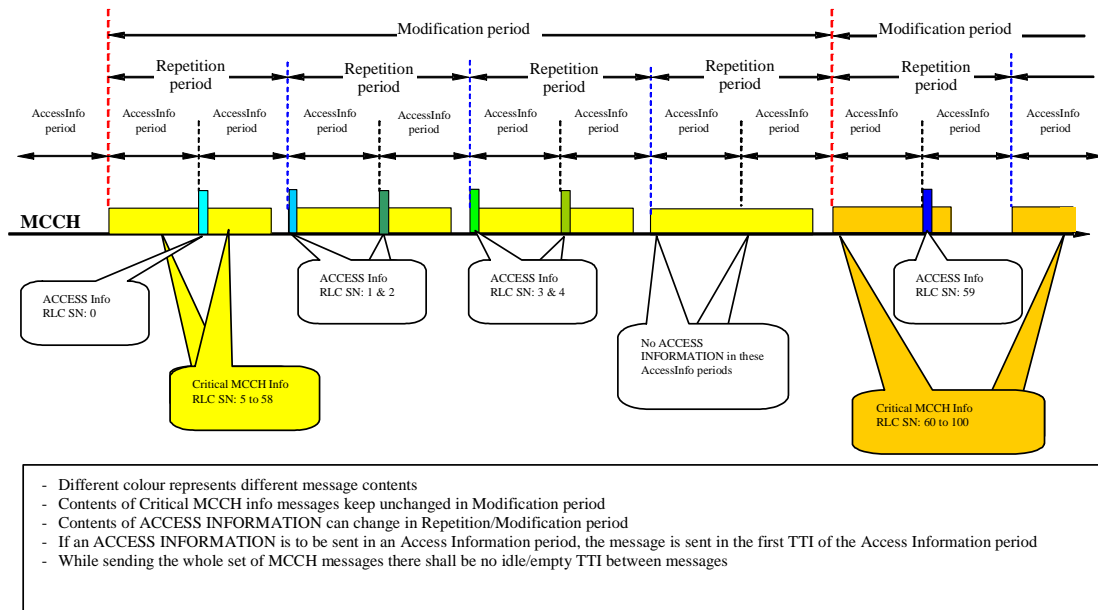 Modification period
Modification period
Repetition
period
Repetition
period
Repetition
period
Repetition
period
Repetition
period
AccessInfo
period
AccessInfo
period
AccessInfo
period
AccessInfo
period
AccessInfo
period
AccessInfo
period
AccessInfo
period
AccessInfo
period
AccessInfo
period
AccessInfo
period
AccessInfo
period
AccessInfo
period
MCCH
ACCESS Info
RLC SN: 0
ACCESS Info
RLC SN: 1 & 2
ACCESS Info
RLC SN: 3 & 4
ACCESS Info
RLC SN: 59
No ACCESS
INFORMATION in these
AccessInfo periods
Critical MCCH Info
RLC SN: 5 to 58
Critical MCCH Info
RLC SN: 60 to 100
- Different colour represents different message contents
- Contents of Critical MCCH info messages keep unchanged in Modification period
- Contents of ACCESS INFORMATION can change in Repetition/Modification period
- If an ACCESS INFORMATION is to be sent in an Access Information period, the message is sent in the first TTI of the Access Information period
- While sending the whole set of MCCH messages there shall be no idle/empty TTI between messages